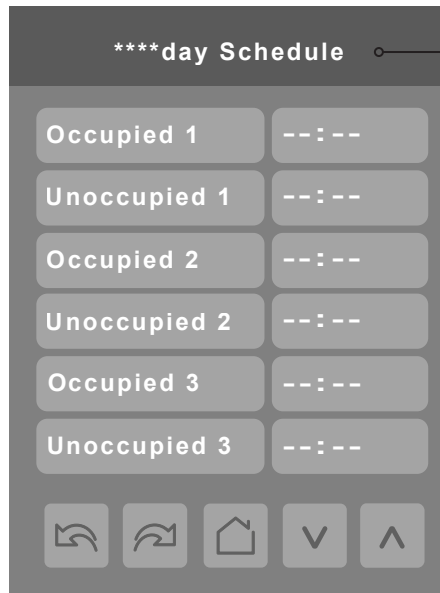 ****day Schedule
Occupied 1 --:--
Unoccupied 1 --:--
Occupied 2 --:--
Unoccupied 2 --:--
Occupied 3 --:--
Unoccupied 3 --:--